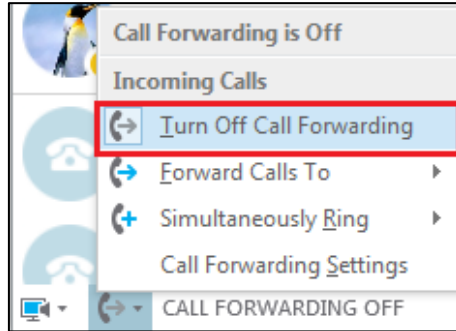 Call Forwarding is Off
Incoming Calls
Turn Off Call Forwarding
Forward Calls To
Simultaneously Ring
Call Forwarding Settings
CALL FORWARDING OFF